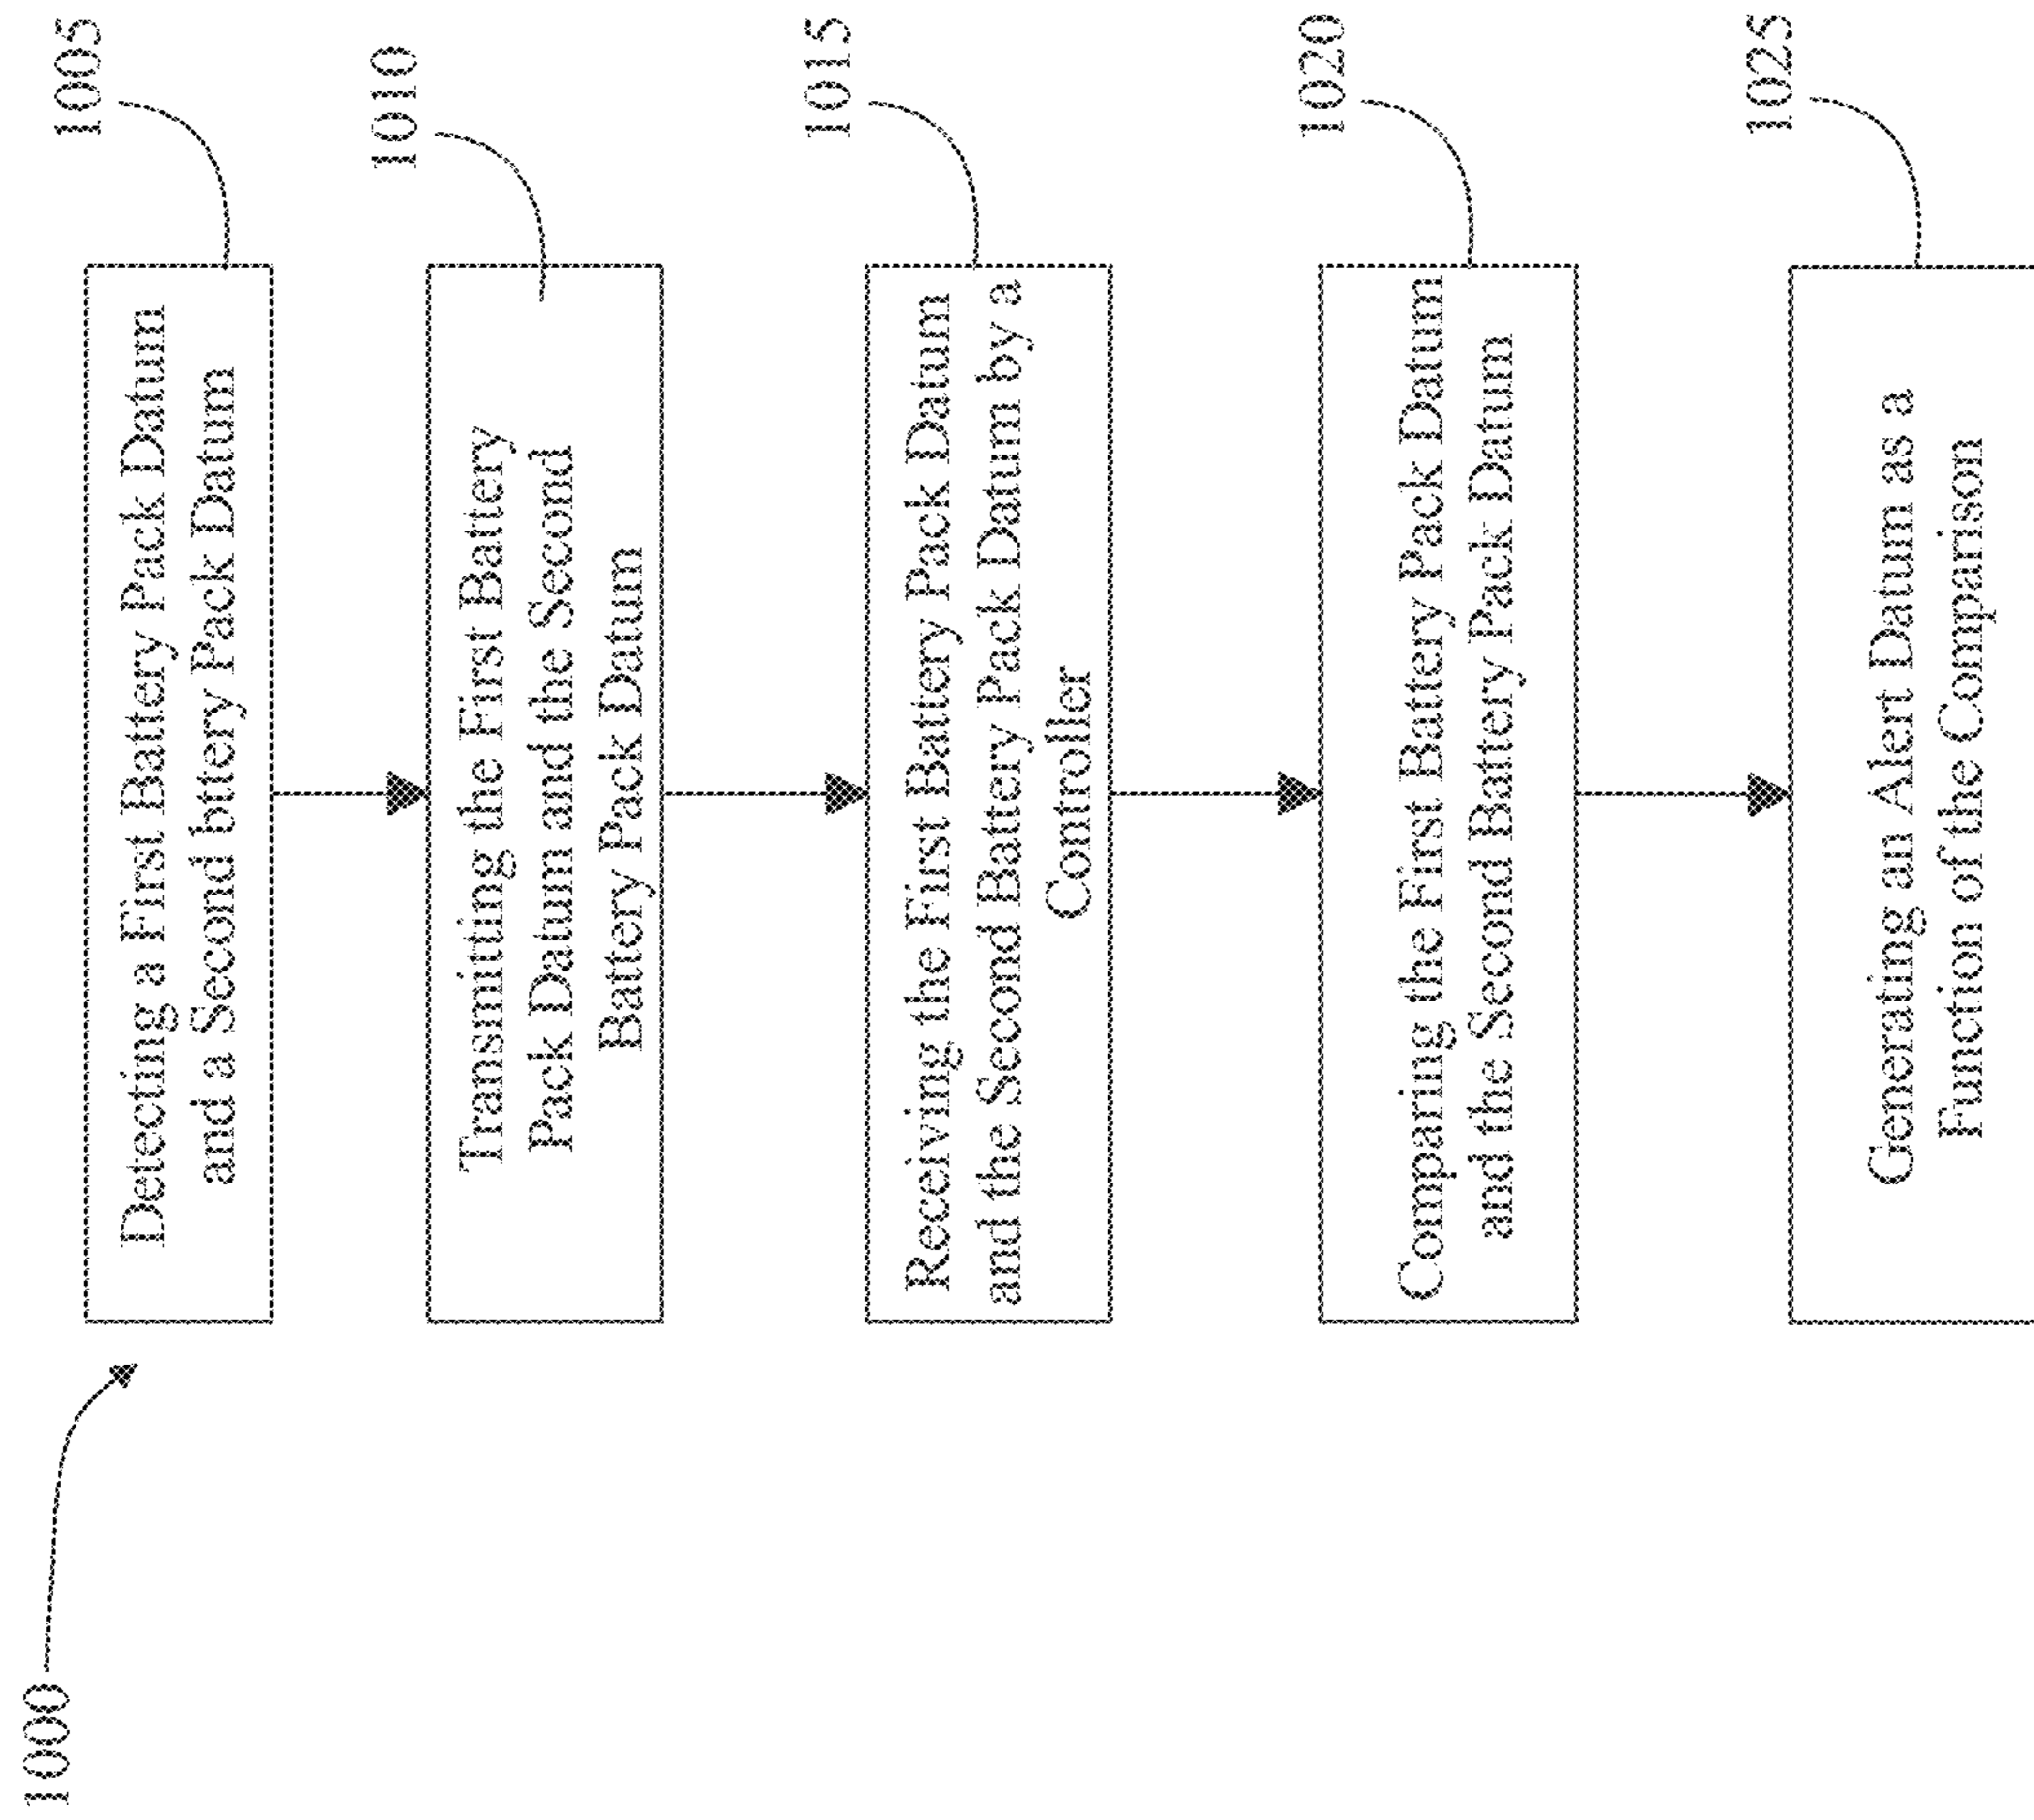 1000
1005
Detecting a First Battery Pack Datum
and a Second bttery Pack Datum
1010
Transmitting the First Battery
Pack Datum and the Second
Battery Pack Datum
1015
Receiving the First Battery Pack Datum
and the Second Battery Pack Datum by a
Controller
1020
Comparing the First Battery Pack Datum
and the Second Battery Pack Datum
1025
Generating an Alert Datum as a
Function of the Comparison